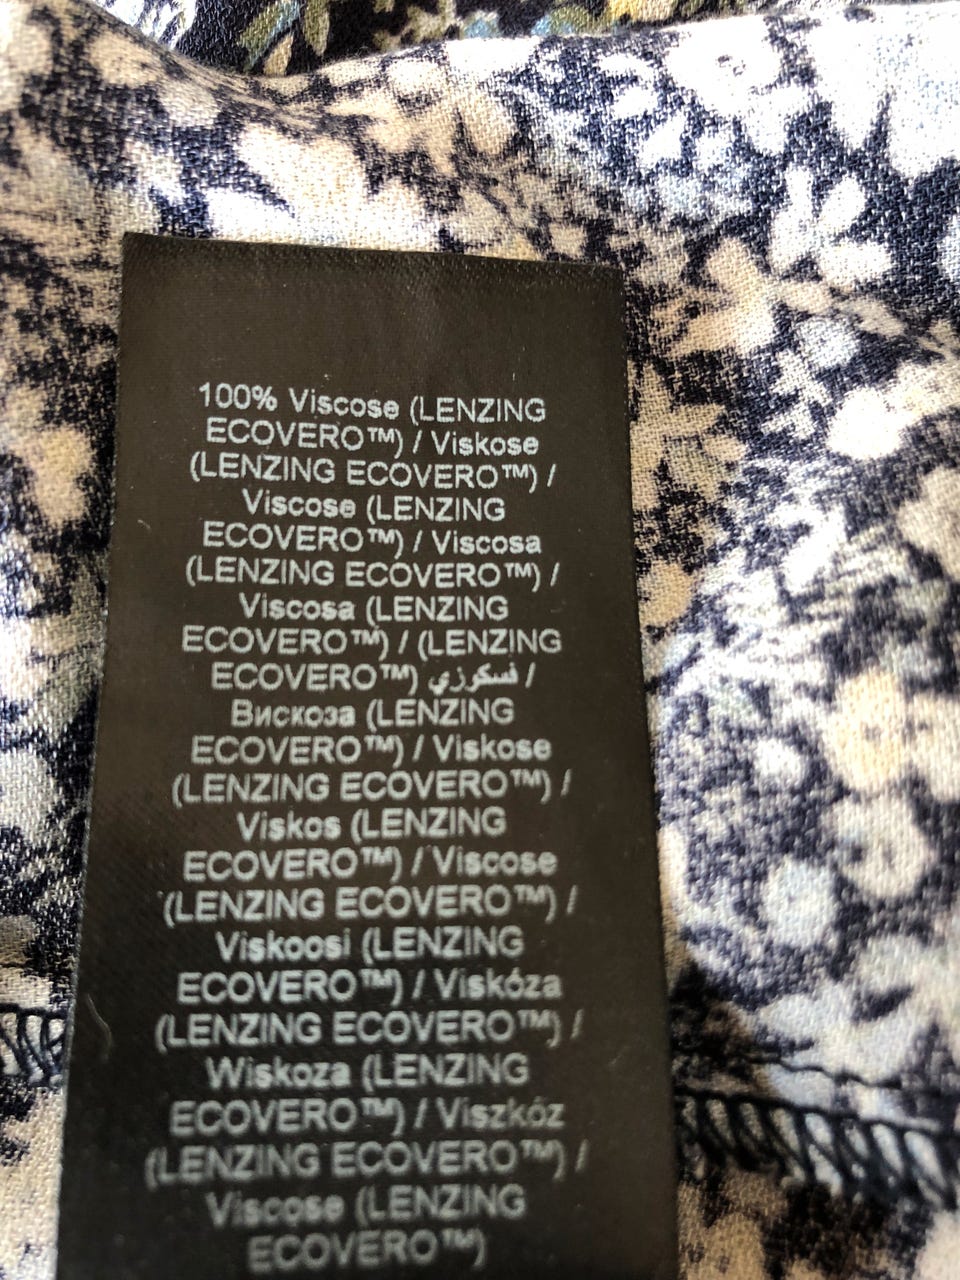 100% Viscose (LENZING
ECOVERO™) / Viskose
(LENZING ECOVERO™) /
Viscose (LENZING
ECOVERO™) / Viscosa
(LENZING ECOVERO™) /
Viscosa (LENZING
ECOVERO™) / (LENZING
ECOVERO™) فسكوزي /
Вискоза (LENZING
ECOVERO™) / Viskose
(LENZING ECOVERO™) /
Viskos (LENZING
ECOVERO™) / Viscose
(LENZING ECOVERO™) /
Viskoosi (LENZING
ECOVERO™) / Viskóza
(LENZING ECOVERO™) /
Wiskoza (LENZING
ECOVERO™) / Viszkóz
(LENZING ECOVERO™) /
Viscose (LENZING
ECOVERO™)